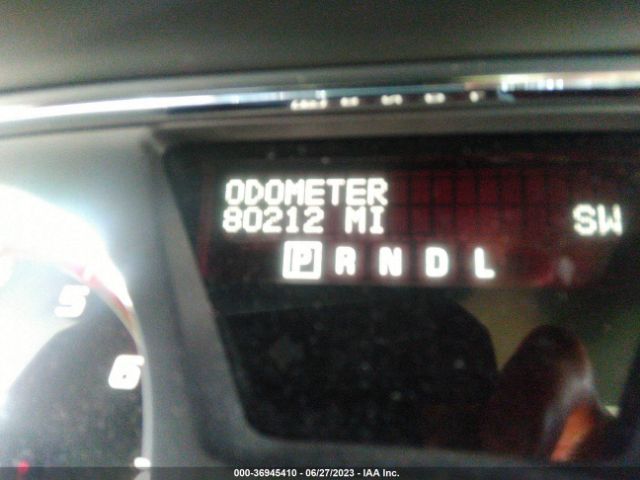 ODOMETER
80212 MI
SW
P R N D L
5
6
000-36945410 - 06/27/2023 - IAA Inc.